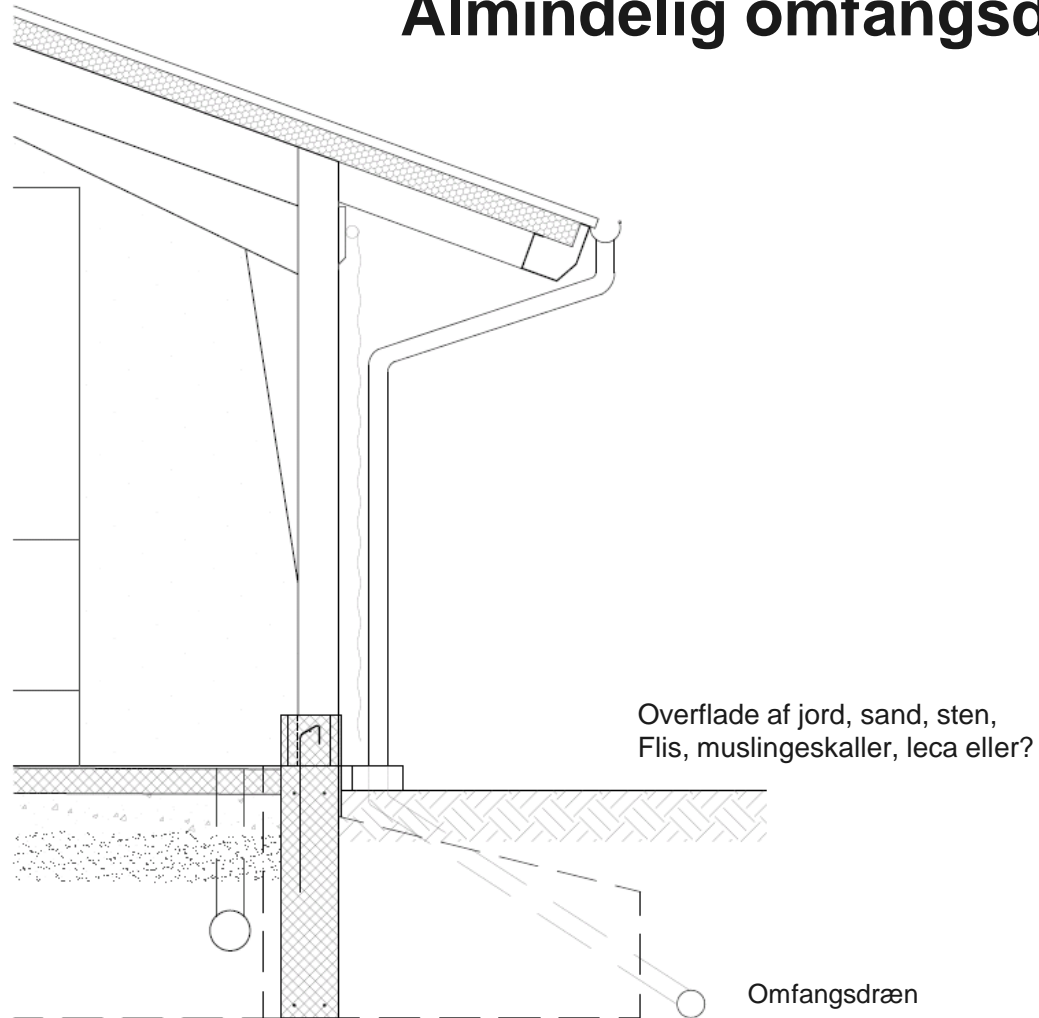 Almindelig omfangsd
Overflade af jord, sand, sten,
Flis, muslingeskaller, leca eller?
Omfangsdræn